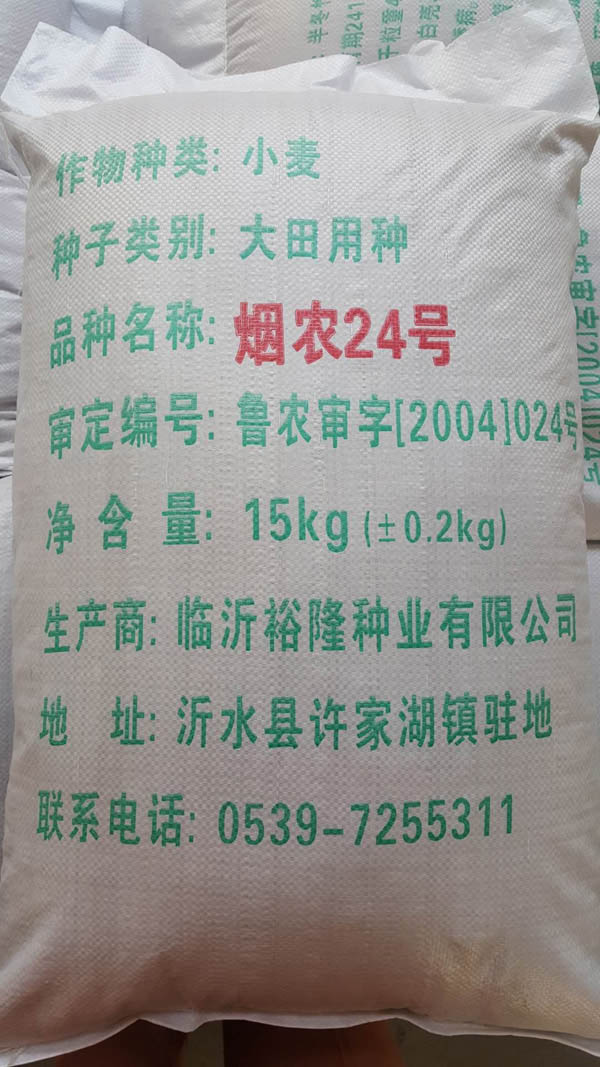 作物种类: 小麦
种子类别: 大田用种
品种名称: 烟农24号
审定编号: 鲁农审字[2004]024号
净含量: 15kg (±0.2kg)
生产商: 临沂裕隆种业有限公司
地 址: 沂水县许家湖镇驻地
联系电话: 0539-7255311